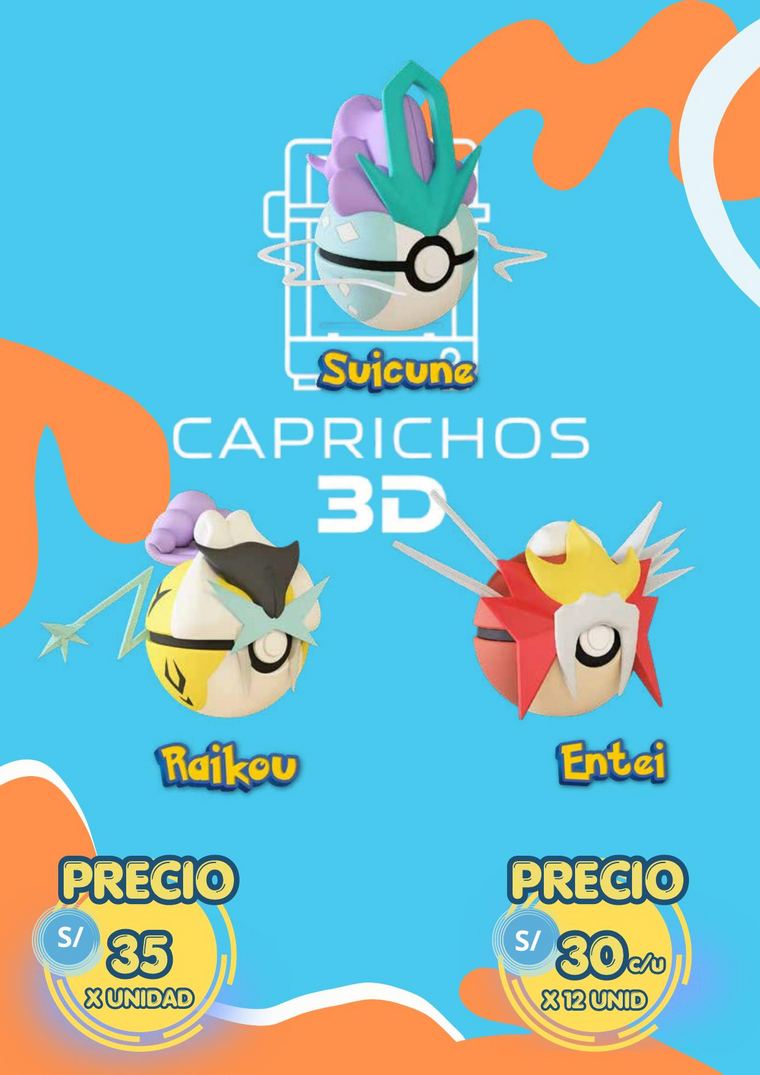 Suicune
CAPRICHOS
3D
Raikou
Entei
PRECIO
S/ 35
X UNIDAD
PRECIO
S/ 30 c/u
X 12 UNID